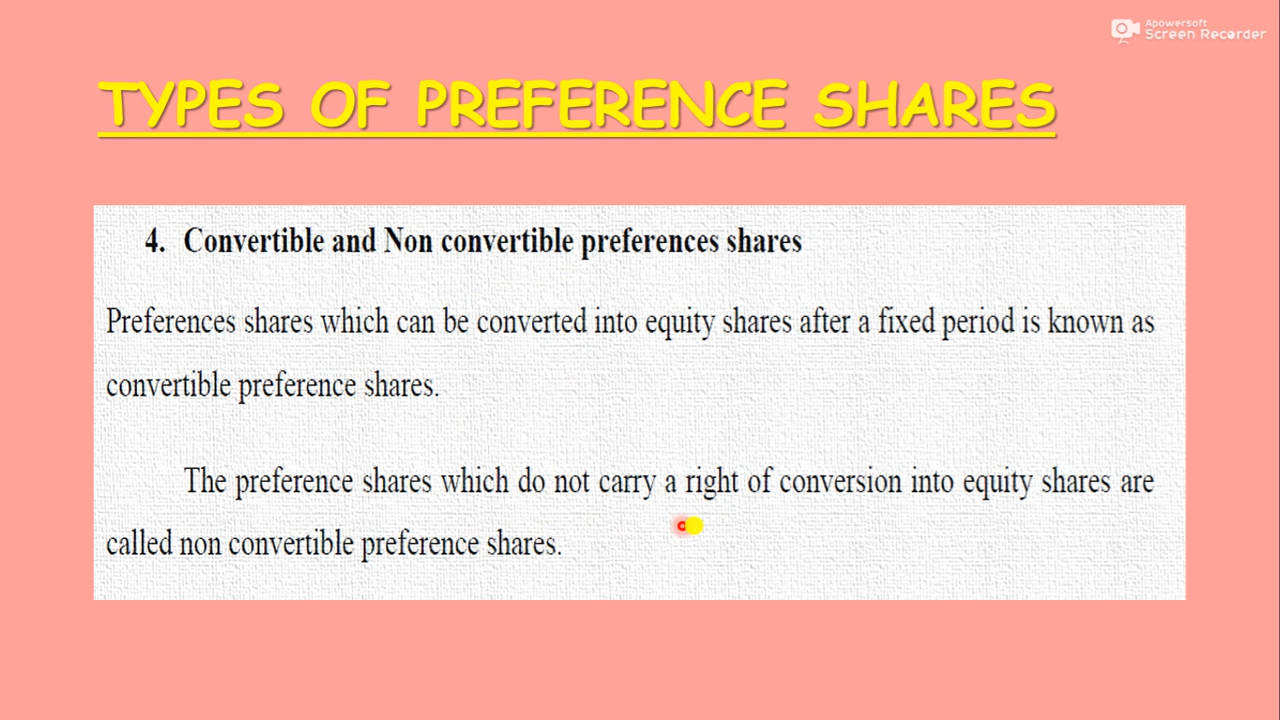 Apowersoft
Screen Recorder
TYPES OF PREFERENCE SHARES
4. Convertible and Non convertible preferences shares
Preferences shares which can be converted into equity shares after a fixed period is known as
convertible preference shares.
The preference shares which do not carry a right of conversion into equity shares are
called non convertible preference shares.